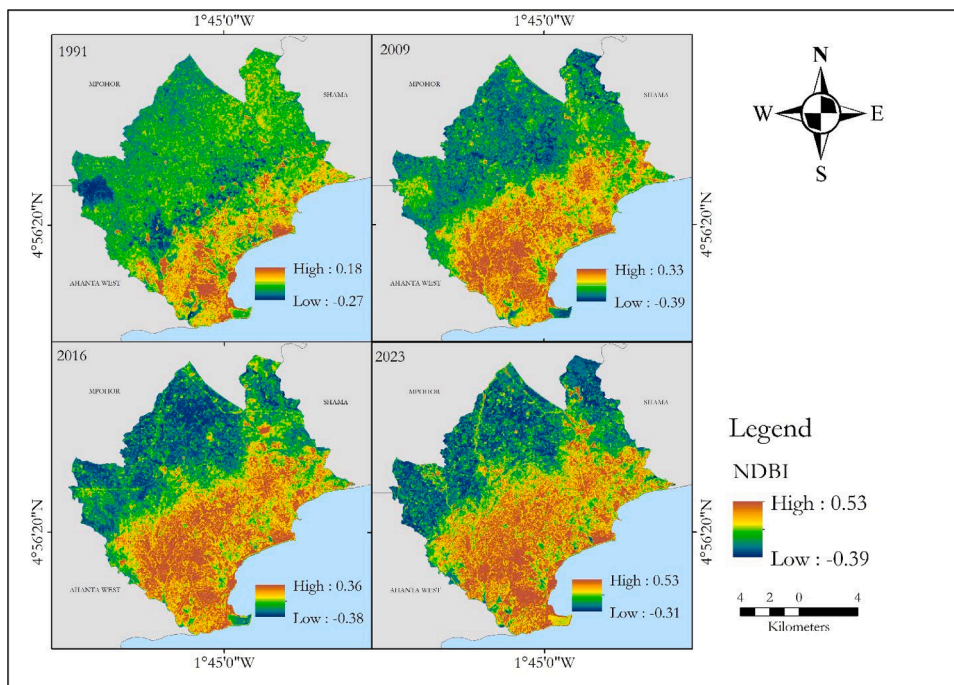 1°45'0"W
1°45'0"W
1991
MPOHOR
SHAMA
AHANTA WEST
High : 0.18
Low : -0.27
2009
MPOHOR
SHAMA
AHANTA WEST
High : 0.33
Low : -0.39
4°56'20"N
4°56'20"N
N
W
E
S
2016
MPOHOR
SHAMA
AHANTA WEST
High : 0.36
Low : -0.38
2023
MPOHOR
SHAMA
AHANTA WEST
High : 0.53
Low : -0.31
4°56'20"N
4°56'20"N
1°45'0"W
1°45'0"W
Legend
NDBI
High : 0.53
Low : -0.39
4 2 0 4
Kilometers